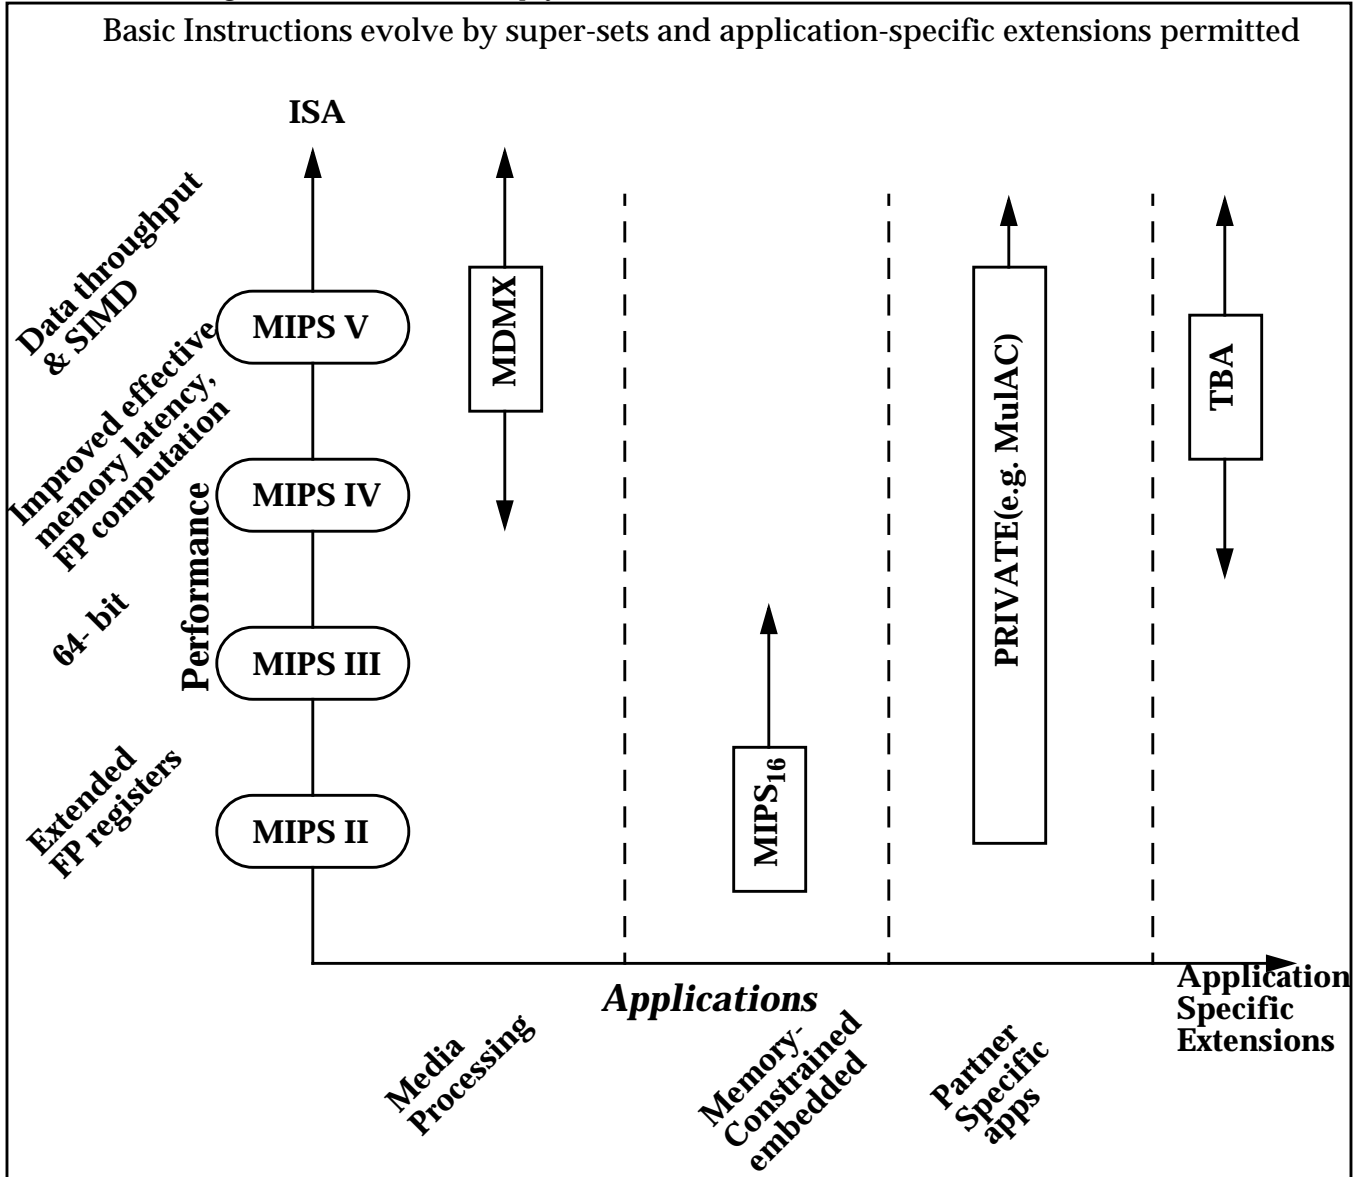 Basic Instructions evolve by super-sets and application-specific extensions permitted
ISA
Data throughput
& SIMD
Improved effective
memory latency,
FP computation
64- bit
Extended
FP registers
Performance
MIPS V
MIPS IV
MIPS III
MIPS II
MDMX
MIPS16
PRIVATE(e.g. MulAC)
TBA
Applications
Application
Specific
Extensions
Media
Processing
Memory-
Constrained
embedded
Partner
Specific
apps